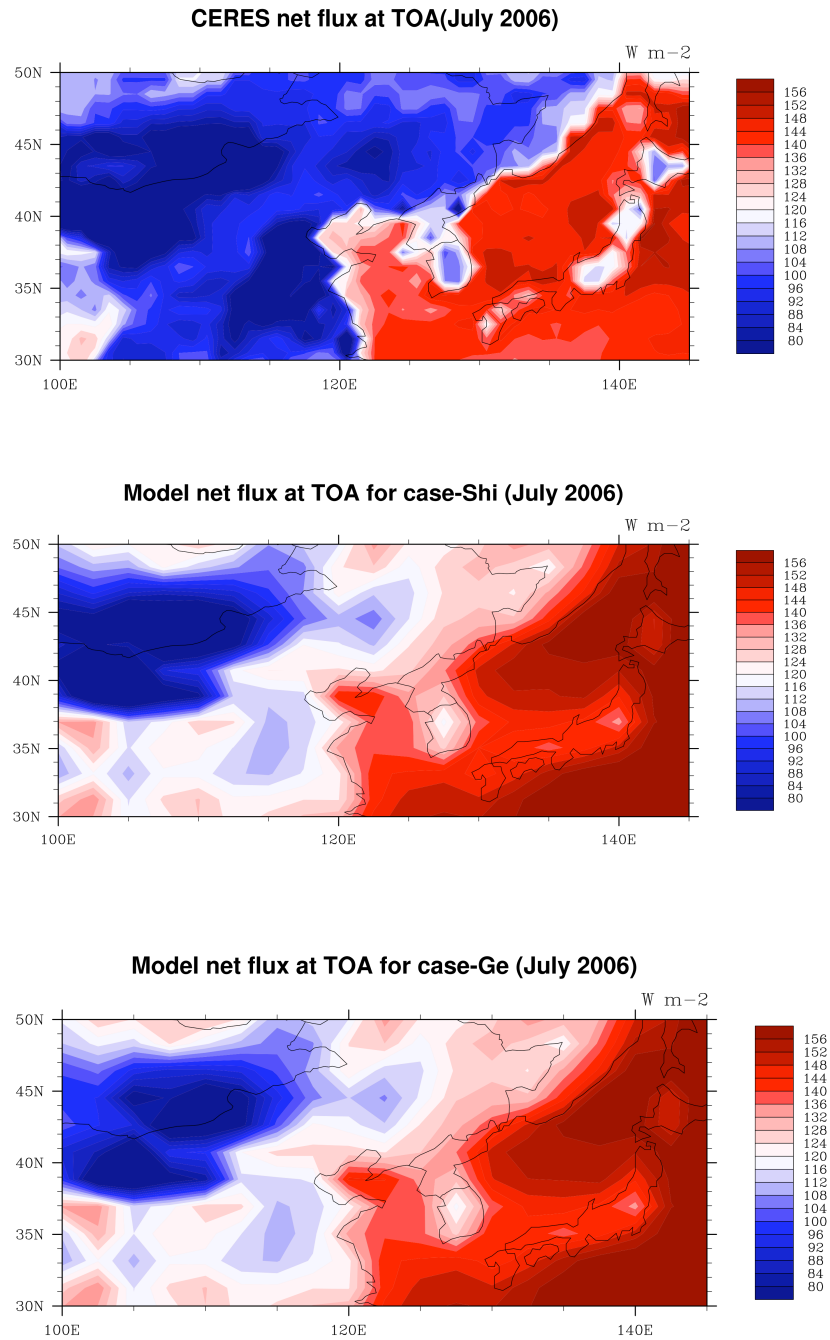 CERES net flux at TOA(July 2006)
W m-2
50N
45N
40N
35N
30N
100E
120E
140E
156
152
148
144
140
136
132
128
124
120
116
112
108
104
100
96
92
88
84
80
Model net flux at TOA for case-Shi (July 2006)
W m-2
50N
45N
40N
35N
30N
100E
120E
140E
156
152
148
144
140
136
132
128
124
120
116
112
108
104
100
96
92
88
84
80
Model net flux at TOA for case-Ge (July 2006)
W m-2
50N
45N
40N
35N
30N
100E
120E
140E
156
152
148
144
140
136
132
128
124
120
116
112
108
104
100
96
92
88
84
80